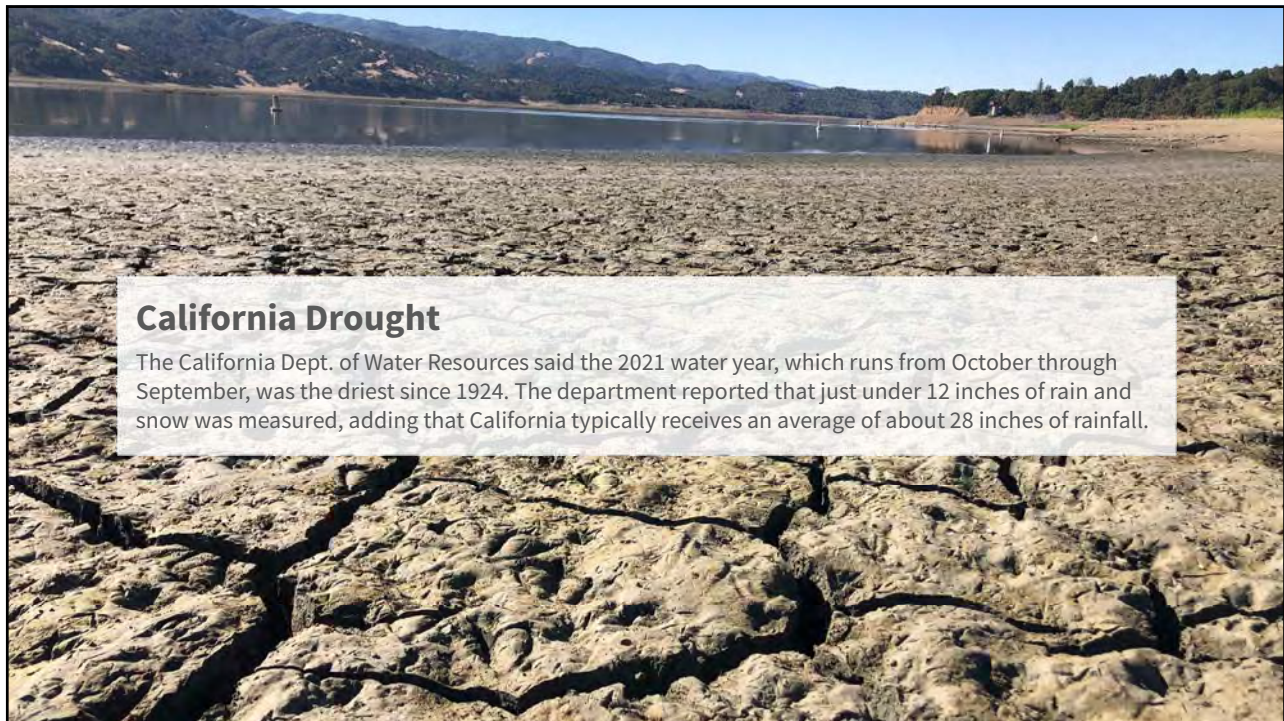 California Drought
The California Dept. of Water Resources said the 2021 water year, which runs from October through
September, was the driest since 1924. The department reported that just under 12 inches of rain and
snow was measured, adding that California typically receives an average of about 28 inches of rainfall.